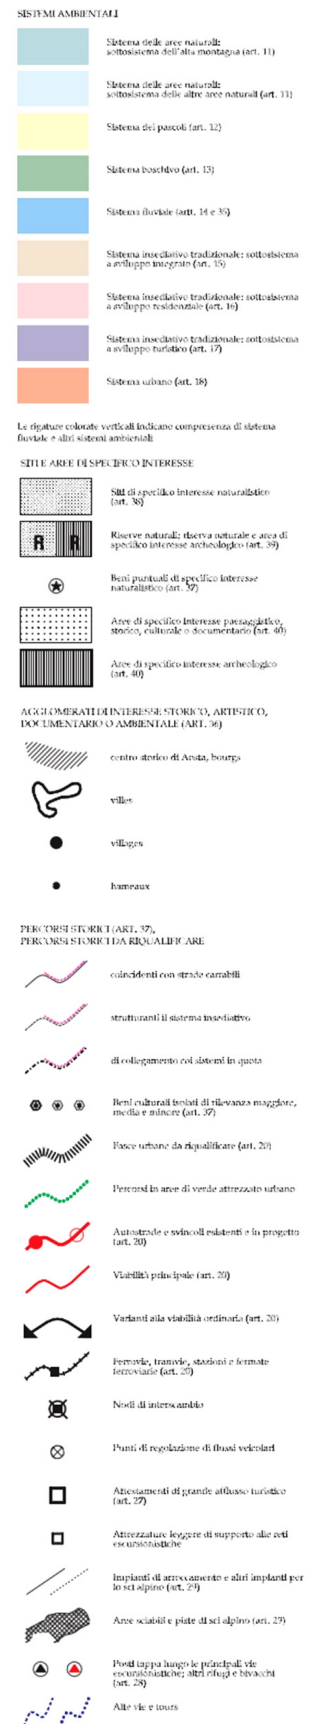 SISTEMI AMBIENTALI
Sistema delle aree naturali:
sottosistema dell'alta montagna (art. 11)
Sistema delle aree naturali:
sottosistema delle altre aree naturali (art. 11)
Sistema dei pascoli (art. 12)
Sistema boschivo (art. 13)
Sistema fluviale (artt. 14 e 35)
Sistema insediativo tradizionale: sottosistema
a sviluppo integrato (art. 15)
Sistema insediativo tradizionale: sottosistema
a sviluppo residenziale (art. 16)
Sistema insediativo tradizionale: sottosistema
a sviluppo turistico (art. 17)
Sistema urbano (art. 18)
Le rigature colorate verticali indicano compresenza di sistema
fluviale e altri sistemi ambientali
SITI E AREE DI SPECIFICO INTERESSE
Siti di specifico interesse naturalistico
(art. 38)
R R
Riserve naturali: riserva naturale e area di
specifico interesse archeologico (art. 39)
Beni puntuali di specifico interesse
naturalistico (art. 37)
Aree di specifico interesse paesaggistico,
storico, culturale o documentario (art. 40)
Aree di specifico interesse archeologico
(art. 40)
AGGLOMERATI DI INTERESSE STORICO, ARTISTICO,
DOCUMENTARIO O AMBIENTALE (ART. 36)
centro storico di Aosta, bourgs
villes
villages
hameaux
PERCORSI STORICI (ART. 37),
PERCORSI STORICI DA RIQUALIFICARE
coincidenti con strade carrabili
strutturanti il sistema insediativo
di collegamento coi sistemi in quota
Beni culturali isolati di rilevanza maggiore,
media e minore (art. 37)
Fasce urbane da riqualificare (art. 20)
Percorsi in aree di verde attrezzato urbano
Autostrade e svincoli esistenti e in progetto
(art. 20)
Viabilità principale (art. 20)
Varianti alla viabilità ordinaria (art. 20)
Ferrovie, tranvie, stazioni e fermate
ferroviarie (art. 20)
Nodi di interscambio
Punti di regolazione di flussi veicolari
Attestamenti di grande afflusso turistico
(art. 27)
Attrezzature leggere di supporto alle reti
escursionistiche
Impianti di arroccamento e altri impianti per
lo sci alpino (art. 29)
Aree sciabili e piste di sci alpino (art. 29)
Posti tappa lungo le principali vie
escursionistiche; altri rifugi e bivacchi
(art. 28)
Alte vie e tours